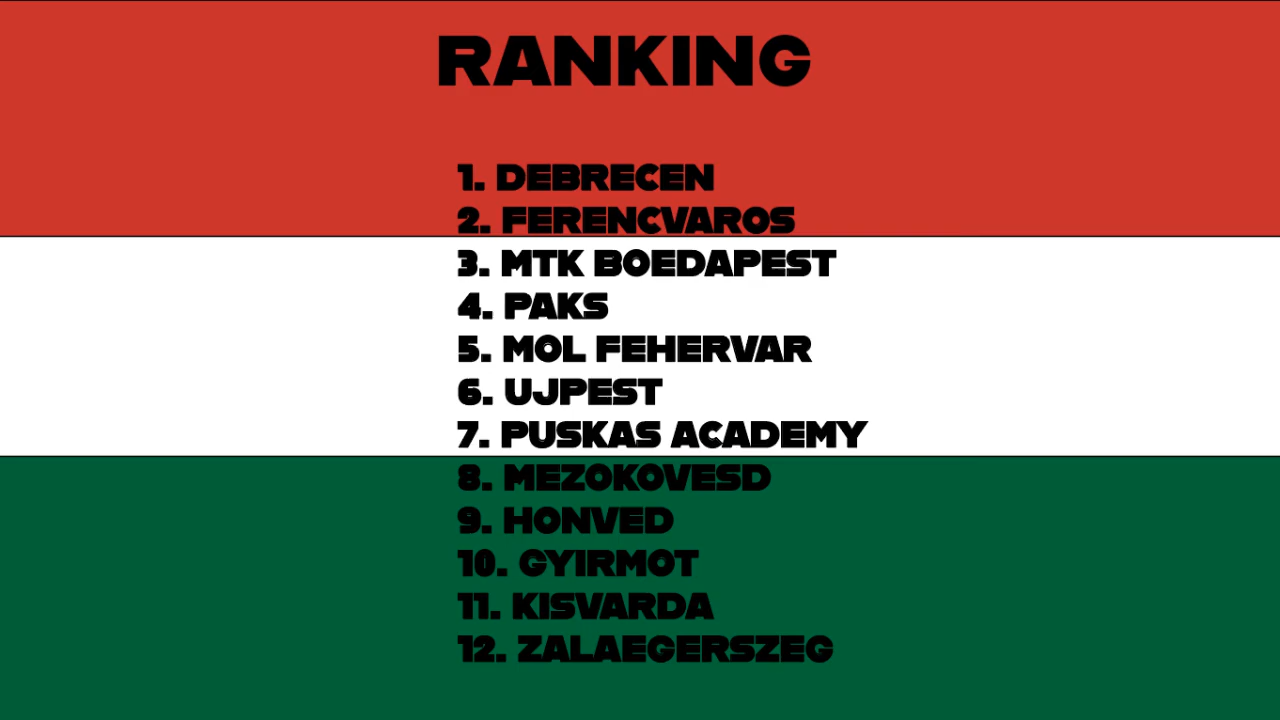 RANKING
1. DEBRECEN
2. FERENCVAROS
3. MTK BOEDAPEST
4. PAKS
5. MOL FEHERVAR
6. UJPEST
7. PUSKAS ACADEMY
8. MEZOKOVESD
9. HONVED
10. GYIRMOT
11. KISVARDA
12. ZALAEGERSZEG